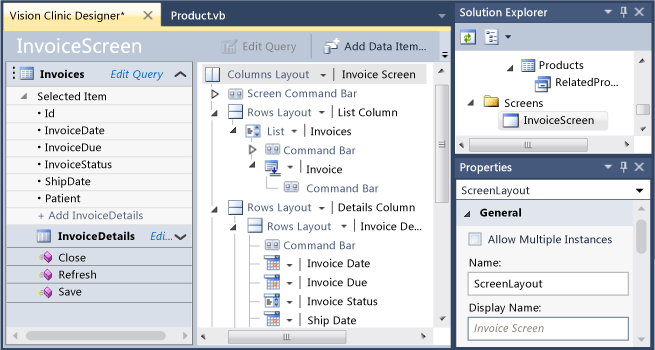 Vision Clinic Designer*
Product.vb
InvoiceScreen
Edit Query
Add Data Item...
Invoices
Edit Query
Selected Item
• Id
• InvoiceDate
• InvoiceDue
• InvoiceStatus
• ShipDate
• Patient
+ Add InvoiceDetails
InvoiceDetails
Edi...
Close
Refresh
Save
Columns Layout
Invoice Screen
Screen Command Bar
Rows Layout
List Column
List
Invoices
Command Bar
Invoice
Command Bar
Rows Layout
Details Column
Rows Layout
Invoice De...
Command Bar
Invoice Date
Invoice Due
Invoice Status
Ship Date
Solution Explorer
Products
RelatedPro...
Screens
InvoiceScreen
Properties
ScreenLayout
General
Allow Multiple Instances
Name:
ScreenLayout
Display Name:
Invoice Screen